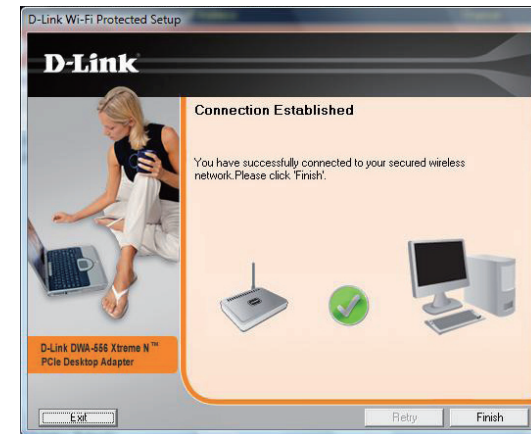 D-Link Wi-Fi Protected Setup
D-Link
Connection Established
You have successfully connected to your secured wireless
network.Please click 'Finish'.
D-Link DWA-556 Xtreme N™
PCIe Desktop Adapter
Exit
Retry
Finish